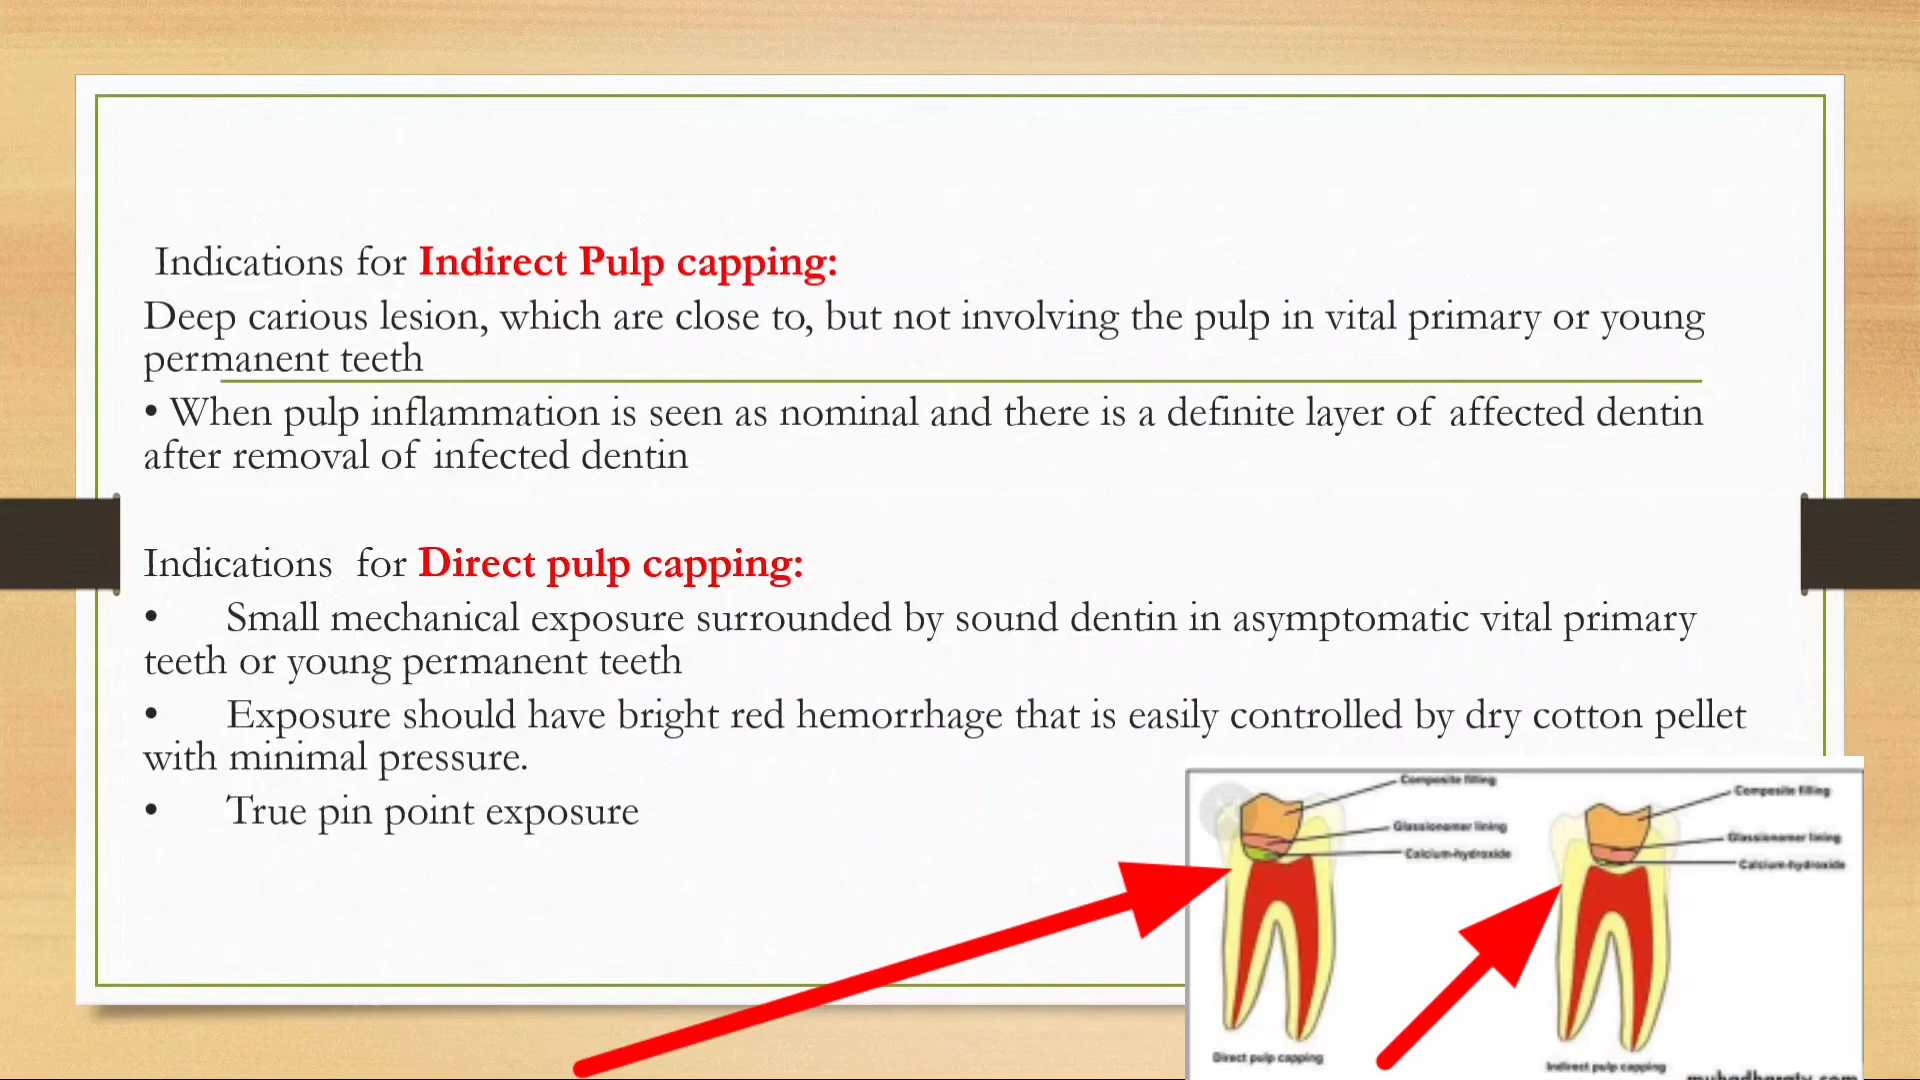 Indications for Indirect Pulp capping:
Deep carious lesion, which are close to, but not involving the pulp in vital primary or young
permanent teeth
• When pulp inflammation is seen as nominal and there is a definite layer of affected dentin
after removal of infected dentin
Indications for Direct pulp capping:
• Small mechanical exposure surrounded by sound dentin in asymptomatic vital primary
teeth or young permanent teeth
• Exposure should have bright red hemorrhage that is easily controlled by dry cotton pellet
with minimal pressure.
• True pin point exposure
Composite filling
Glassionomer lining
Calcium-hydroxide
Direct pulp capping
Composite filling
Glassionomer lining
Calcium-hydroxide
Indirect pulp capping